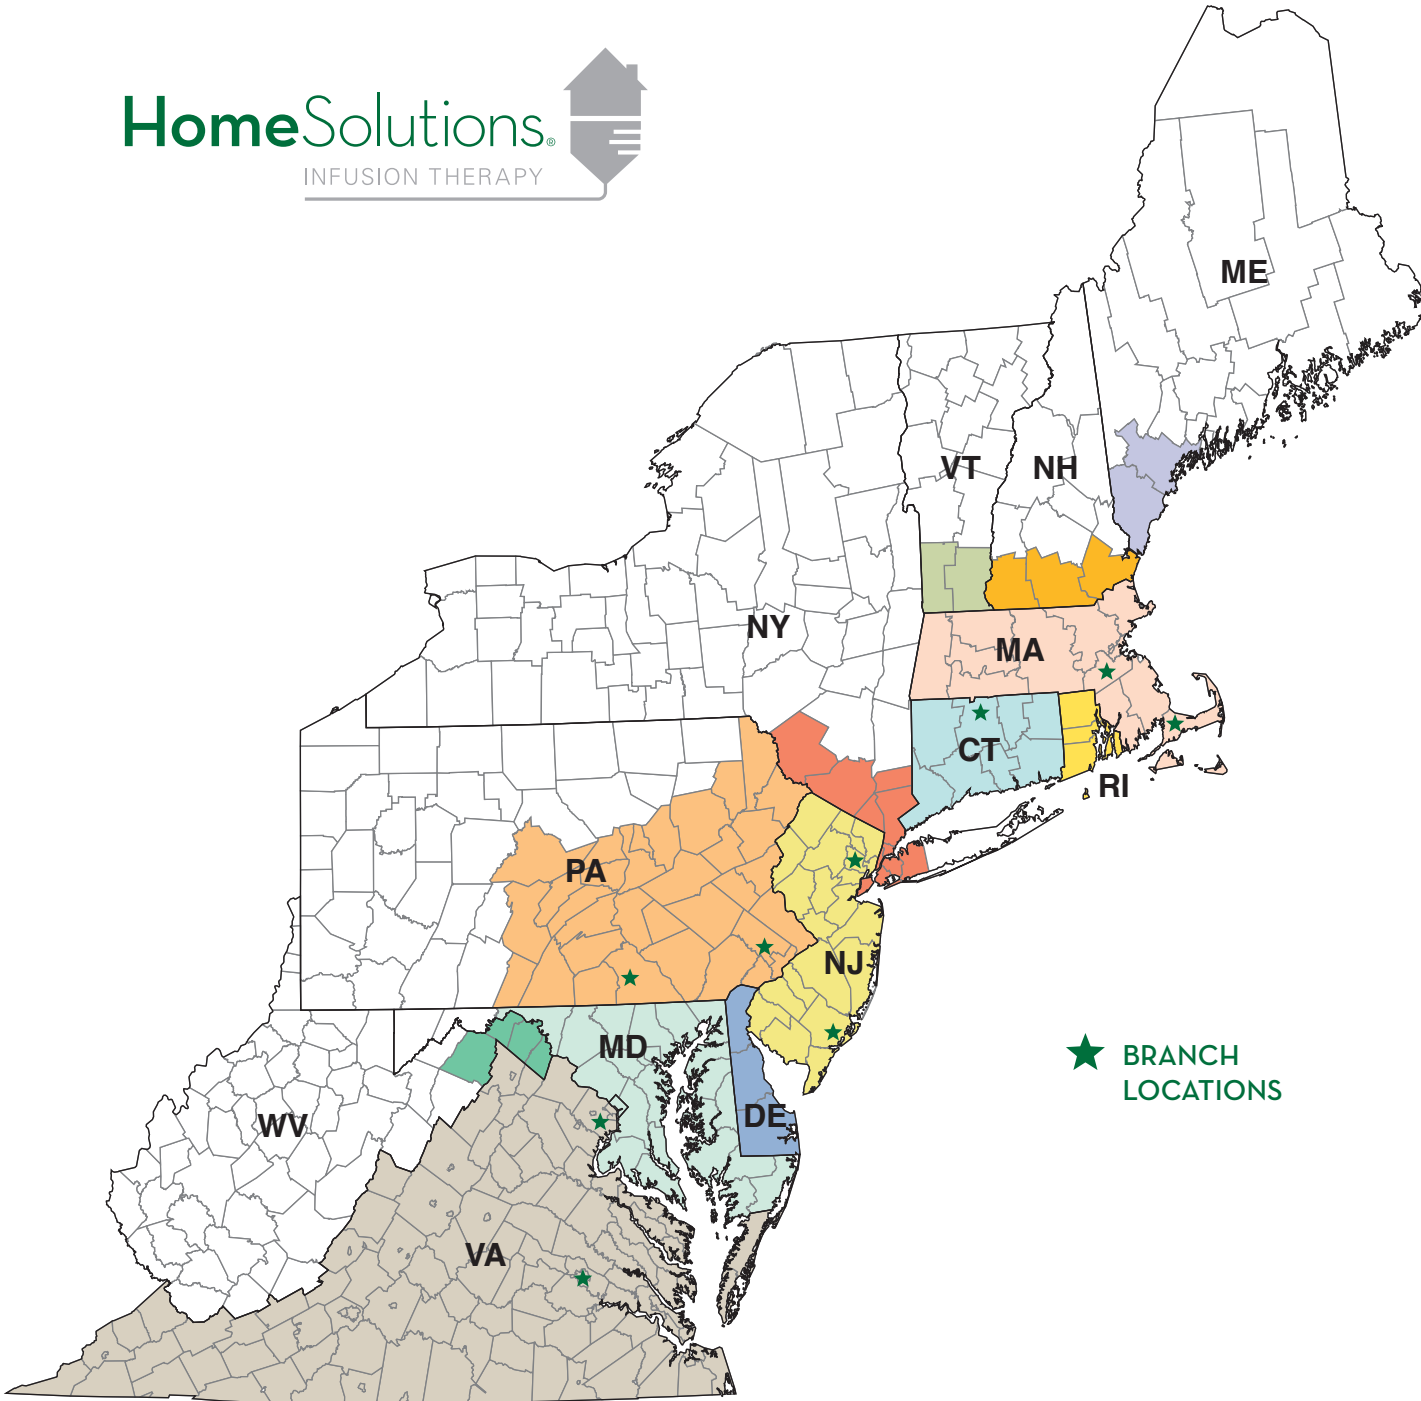 HomeSolutions®
INFUSION THERAPY
ME
VT
NH
NY
MA
CT
RI
PA
NJ
MD
DE
WV
VA
BRANCH
LOCATIONS